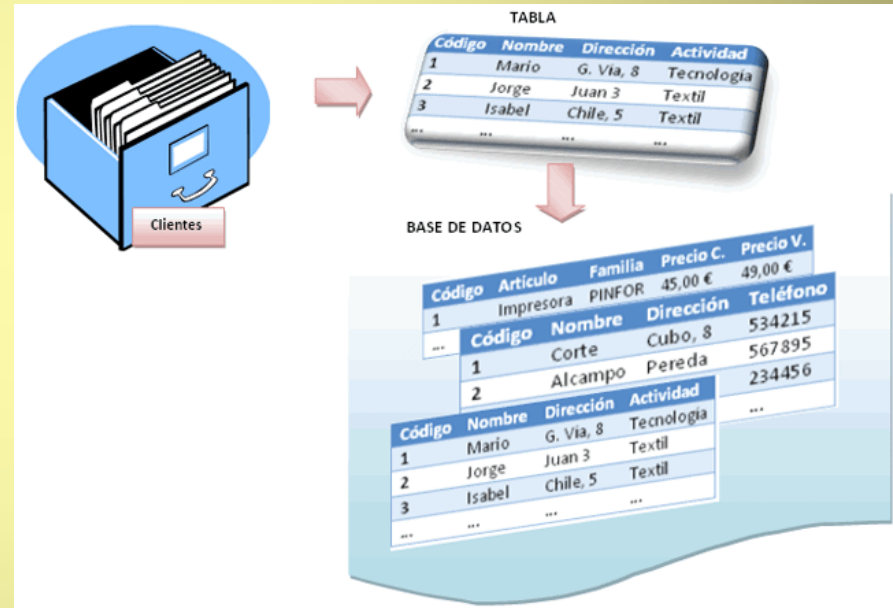 TABLA
Código Nombre Dirección Actividad
1 Mario G. Via, 8 Tecnología
2 Jorge Juan 3 Textil
3 Isabel Chile, 5 Textil
... ... ... ...
Clientes
BASE DE DATOS
Código Artículo Familia Precio C. Precio V.
1 Impresora PINFOR 45,00 € 49,00 €
...
Código Nombre Dirección Teléfono
1 Corte Cubo, 8 534215
2 Alcampo Pereda 567895
234456
...
Código Nombre Dirección Actividad
1 Mario G. Via, 8 Tecnología
2 Jorge Juan 3 Textil
3 Isabel Chile, 5 Textil
... ... ... ...